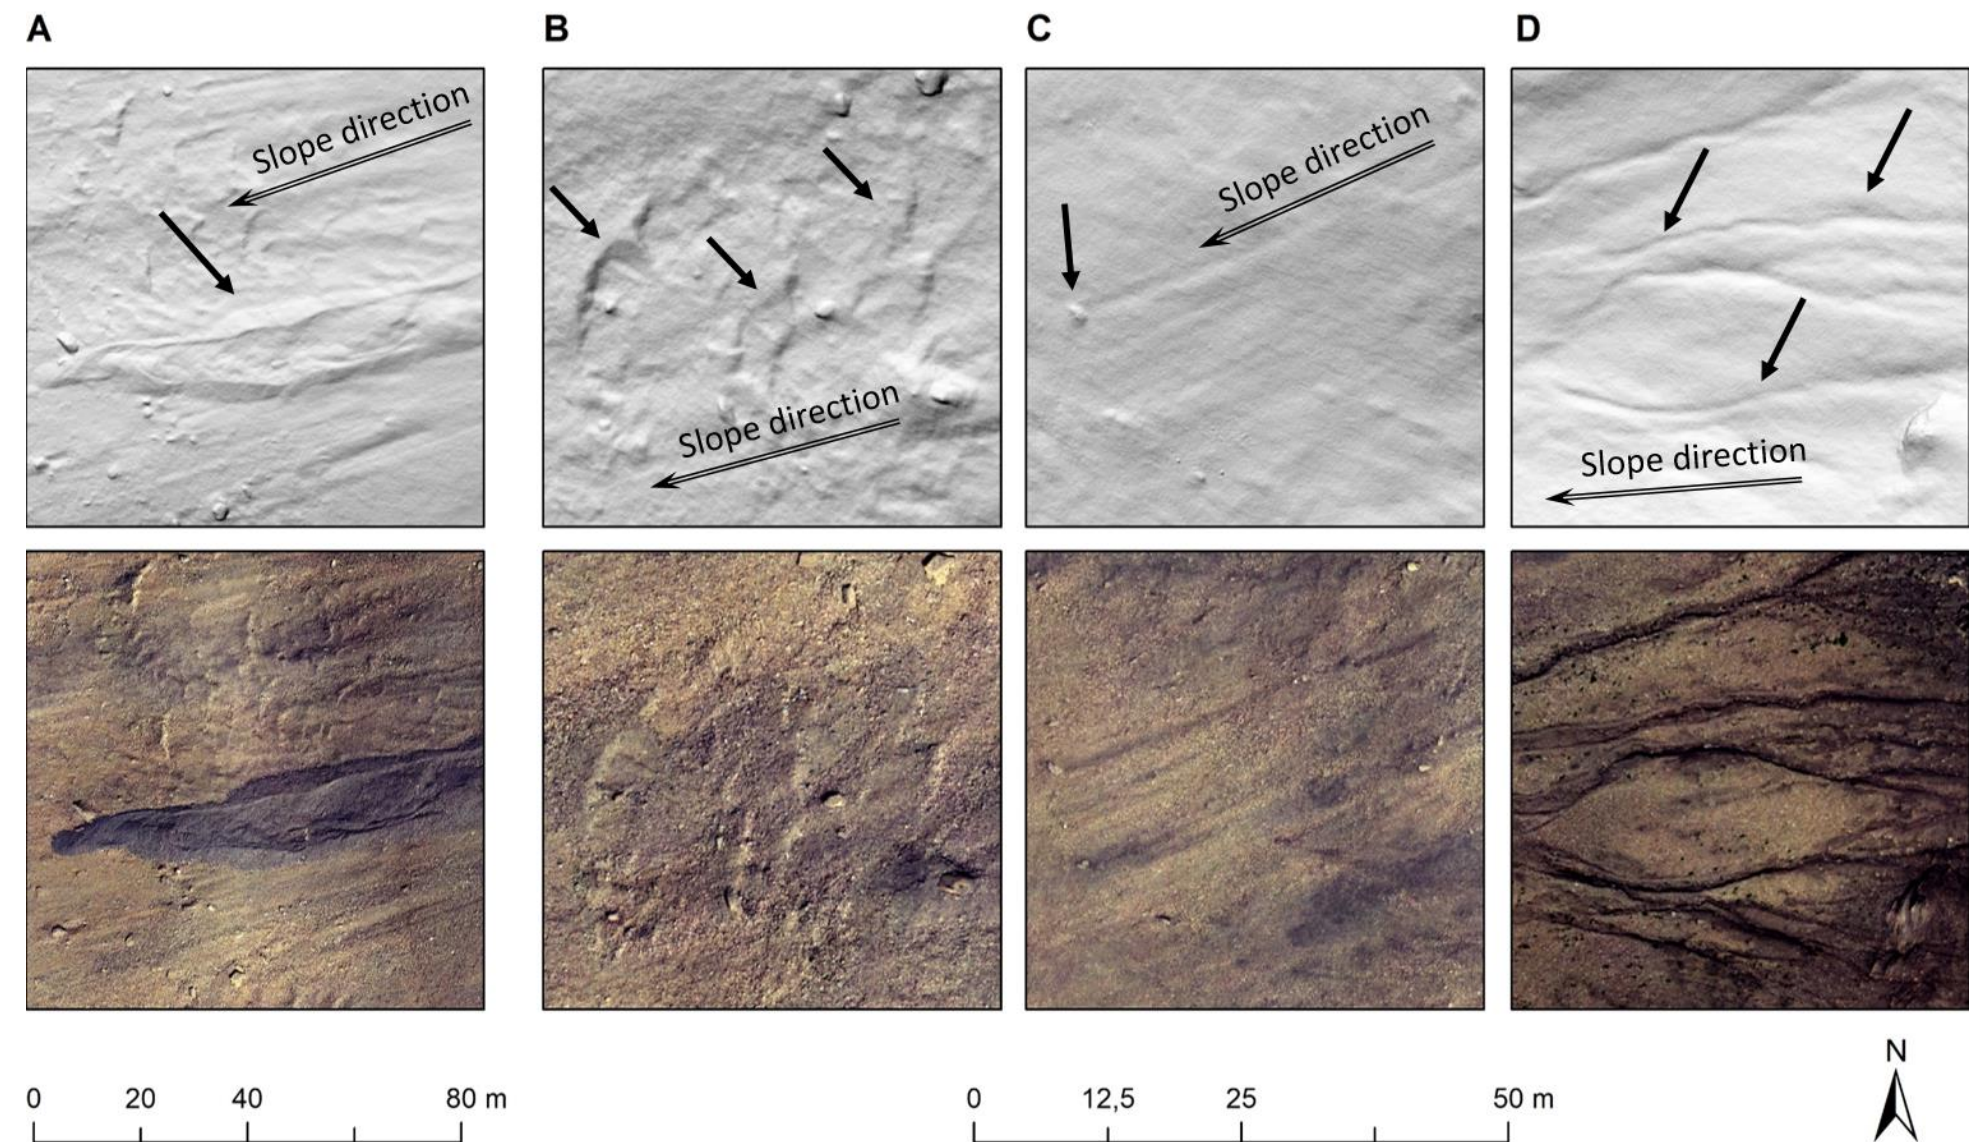 A
B
C
D
Slope direction
Slope direction
Slope direction
Slope direction
N
0 20 40 80 m
0 12,5 25 50 m